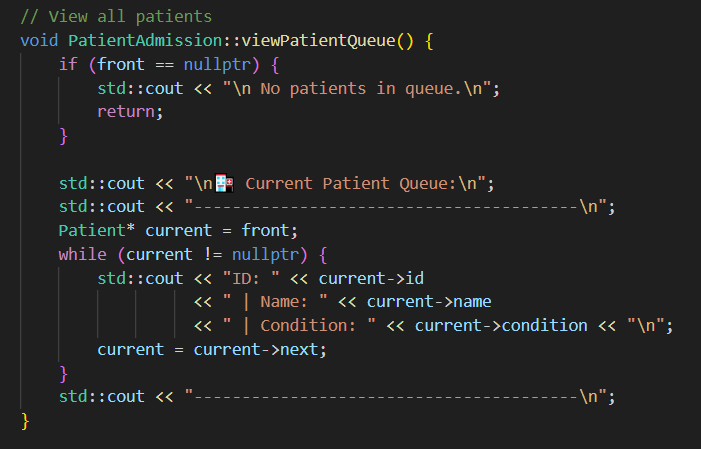 // View all patients
void PatientAdmission::viewPatientQueue() {
    if (front == nullptr) {
        std::cout << "\n No patients in queue.\n";
        return;
    }

    std::cout << "\n🏥 Current Patient Queue:\n";
    std::cout << "----------------------------------------\n";
    Patient* current = front;
    while (current != nullptr) {
        std::cout << "ID: " << current->id
                  << " | Name: " << current->name
                  << " | Condition: " << current->condition << "\n";
        current = current->next;
    }
    std::cout << "----------------------------------------\n";
}